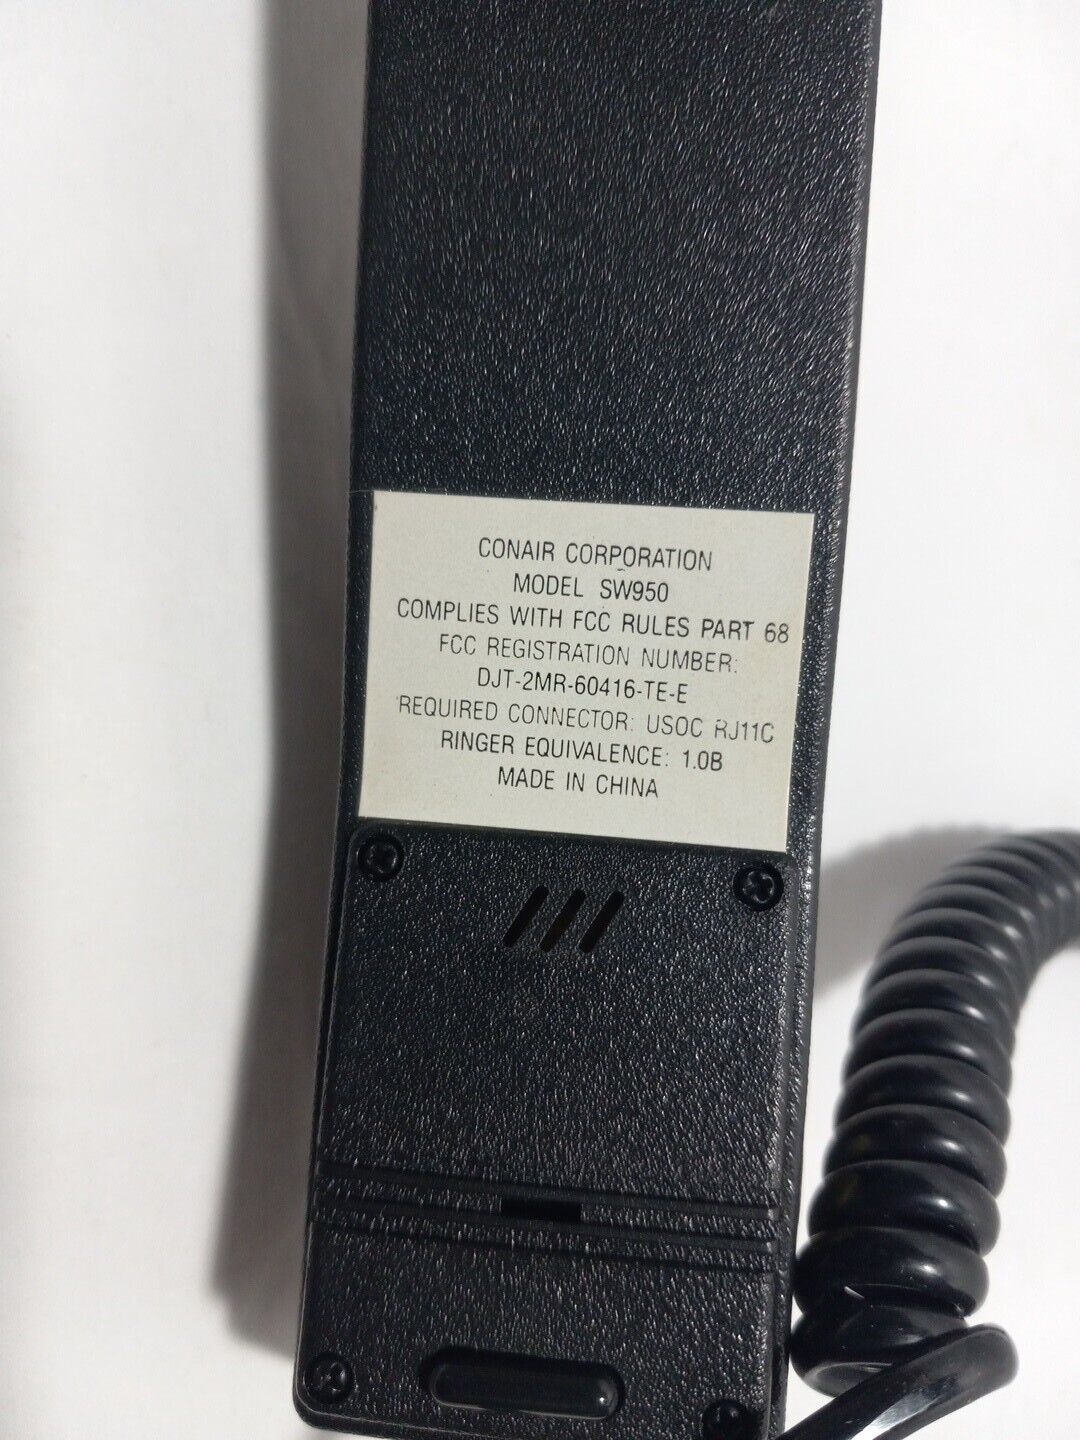 CONAIR CORPORATION
MODEL SW950
COMPLIES WITH FCC RULES PART 68
FCC REGISTRATION NUMBER:
DJT-2MR-60416-TE-E
REQUIRED CONNECTOR: USOC RJ11C
RINGER EQUIVALENCE: 1.0B
MADE IN CHINA